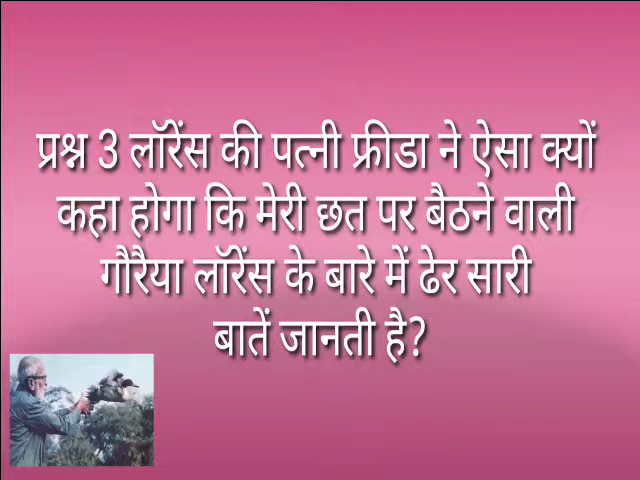 प्रश्न 3 लॉरेंस की पत्नी फ्रीडा ने ऐसा क्यों
कहा होगा कि मेरी छत पर बैठने वाली
गौरैया लॉरेंस के बारे में ढेर सारी
बातें जानती है?